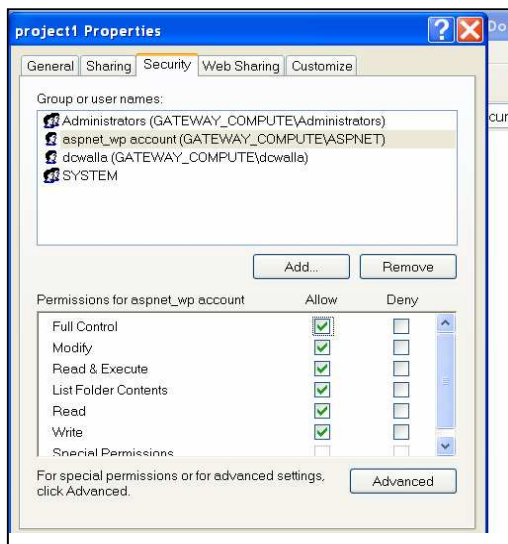 project1 Properties
Do
General Sharing Security Web Sharing Customize
Group or user names:
Administrators (GATEWAY_COMPUTE\Administrators)
cur
aspnet_wp account (GATEWAY_COMPUTE\ASPNET)
dcwalla (GATEWAY_COMPUTE\dcwalla)
SYSTEM
Add... Remove
Permissions for aspnet_wp account Allow Deny
Full Control
Modify
Read & Execute
List Folder Contents
Read
Write
Special Permissions
For special permissions or for advanced settings,
click Advanced.
Advanced